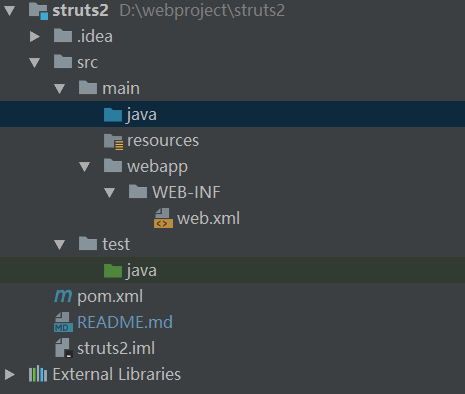 struts2 D:\webproject\struts2
.idea
src
main
java
resources
webapp
WEB-INF
web.xml
test
java
m pom.xml
MD README.md
struts2.iml
External Libraries